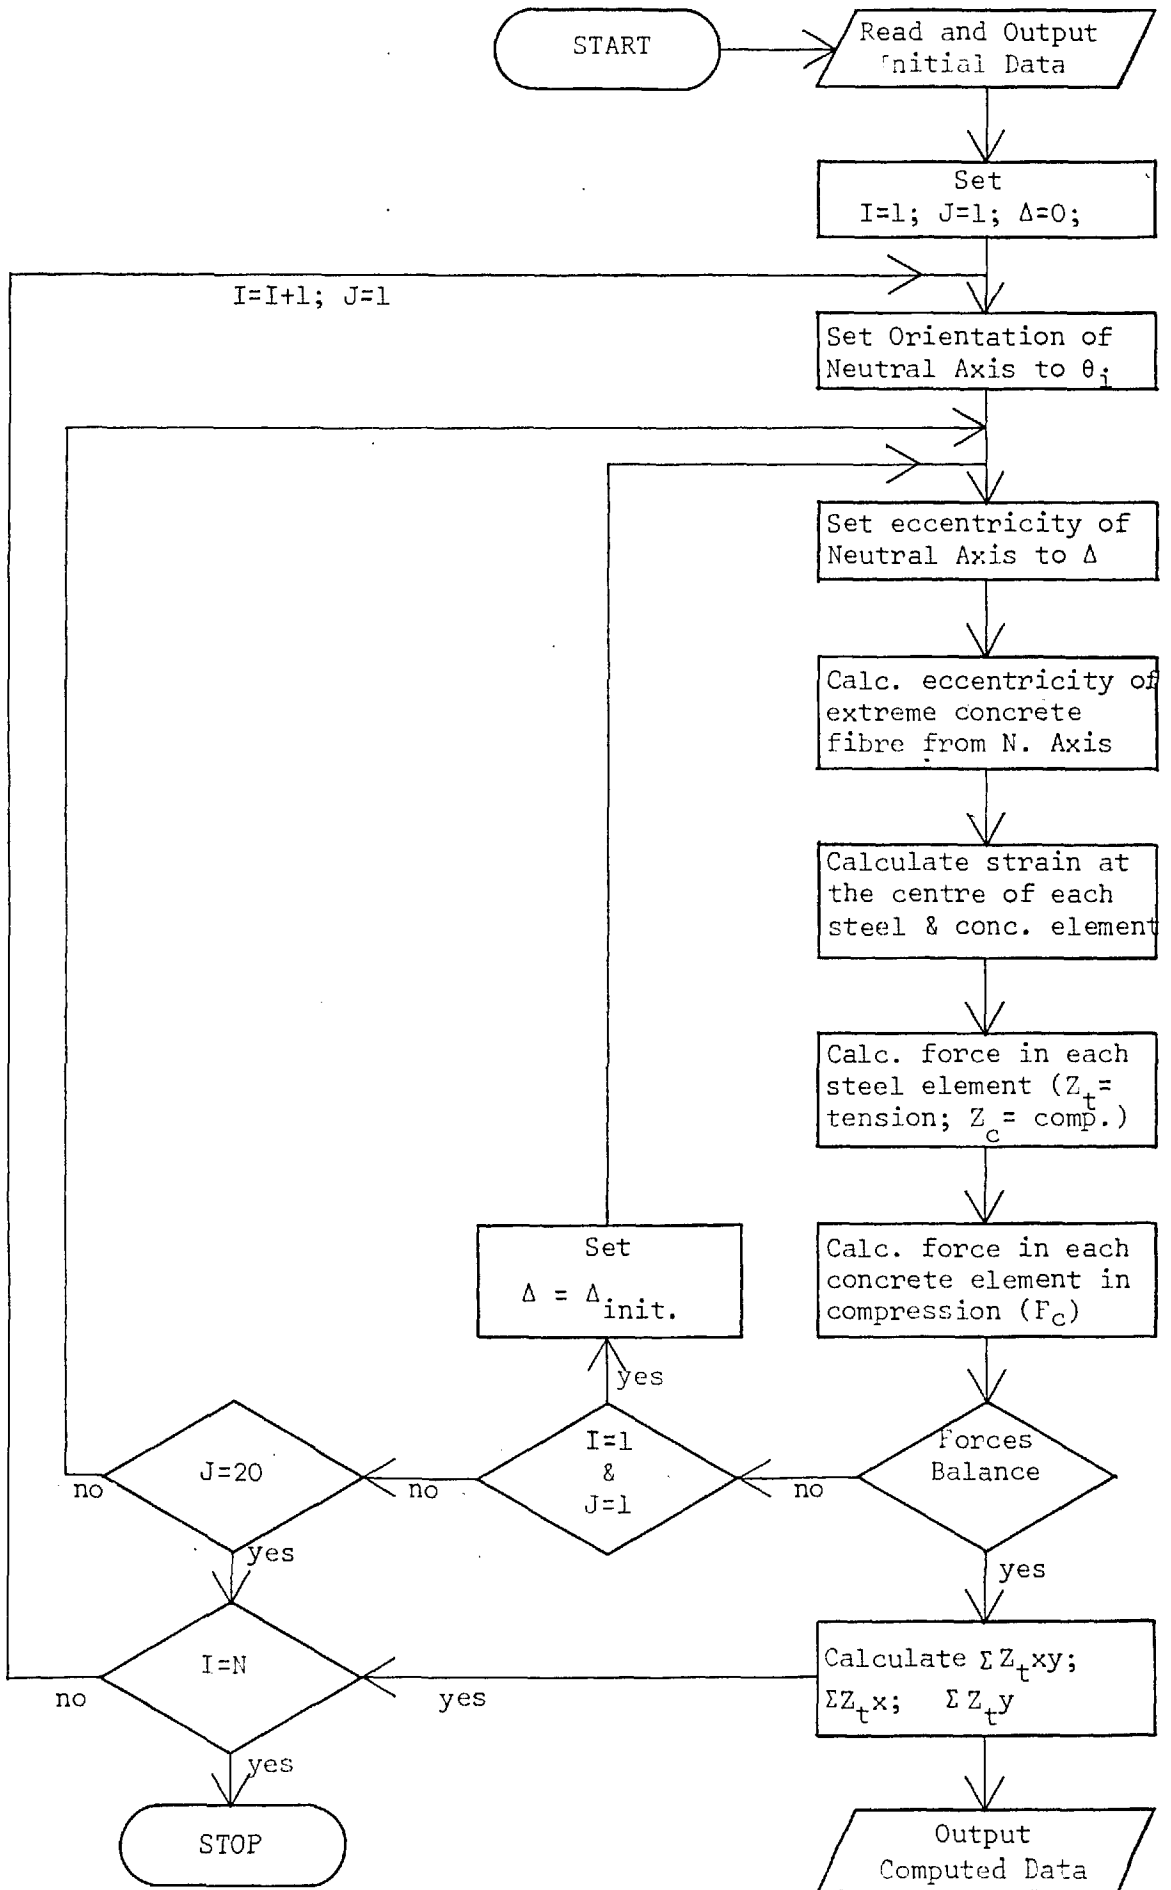 START
Read and Output
Initial Data
Set
I=1; J=1; Δ=0;
I=I+1; J=1
Set Orientation of
Neutral Axis to θi
Set eccentricity of
Neutral Axis to Δ
Calc. eccentricity of
extreme concrete
fibre from N. Axis
Calculate strain at
the centre of each
steel & conc. element
Calc. force in each
steel element (Zt=
tension; Zc= comp.)
Set
Δ = Δinit.
Calc. force in each
concrete element in
compression (Fc)
yes
J=20
I=1
&
J=1
Forces
Balance
no
no
no
yes
yes
I=N
Calculate ΣZtxy;
ΣZtx; ΣZty
no
yes
yes
STOP
Output
Computed Data